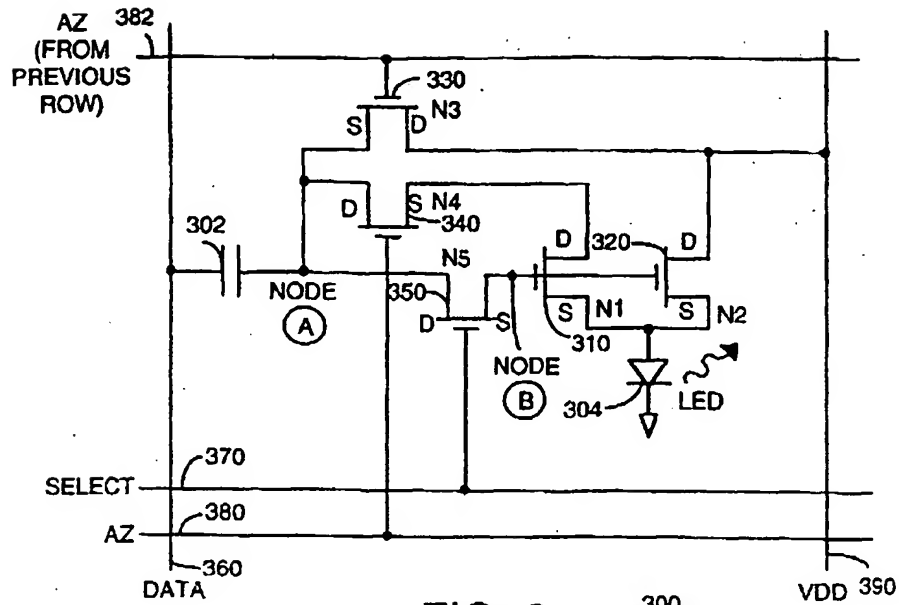 AZ 382
(FROM
PREVIOUS
ROW)
330
N3
S D
D S N4
340
302
N5
D 320 D
NODE
A
350
S N1 S N2
D S
310
NODE
B
304
LED
SELECT 370
AZ 380
360
DATA
VDD 390
300